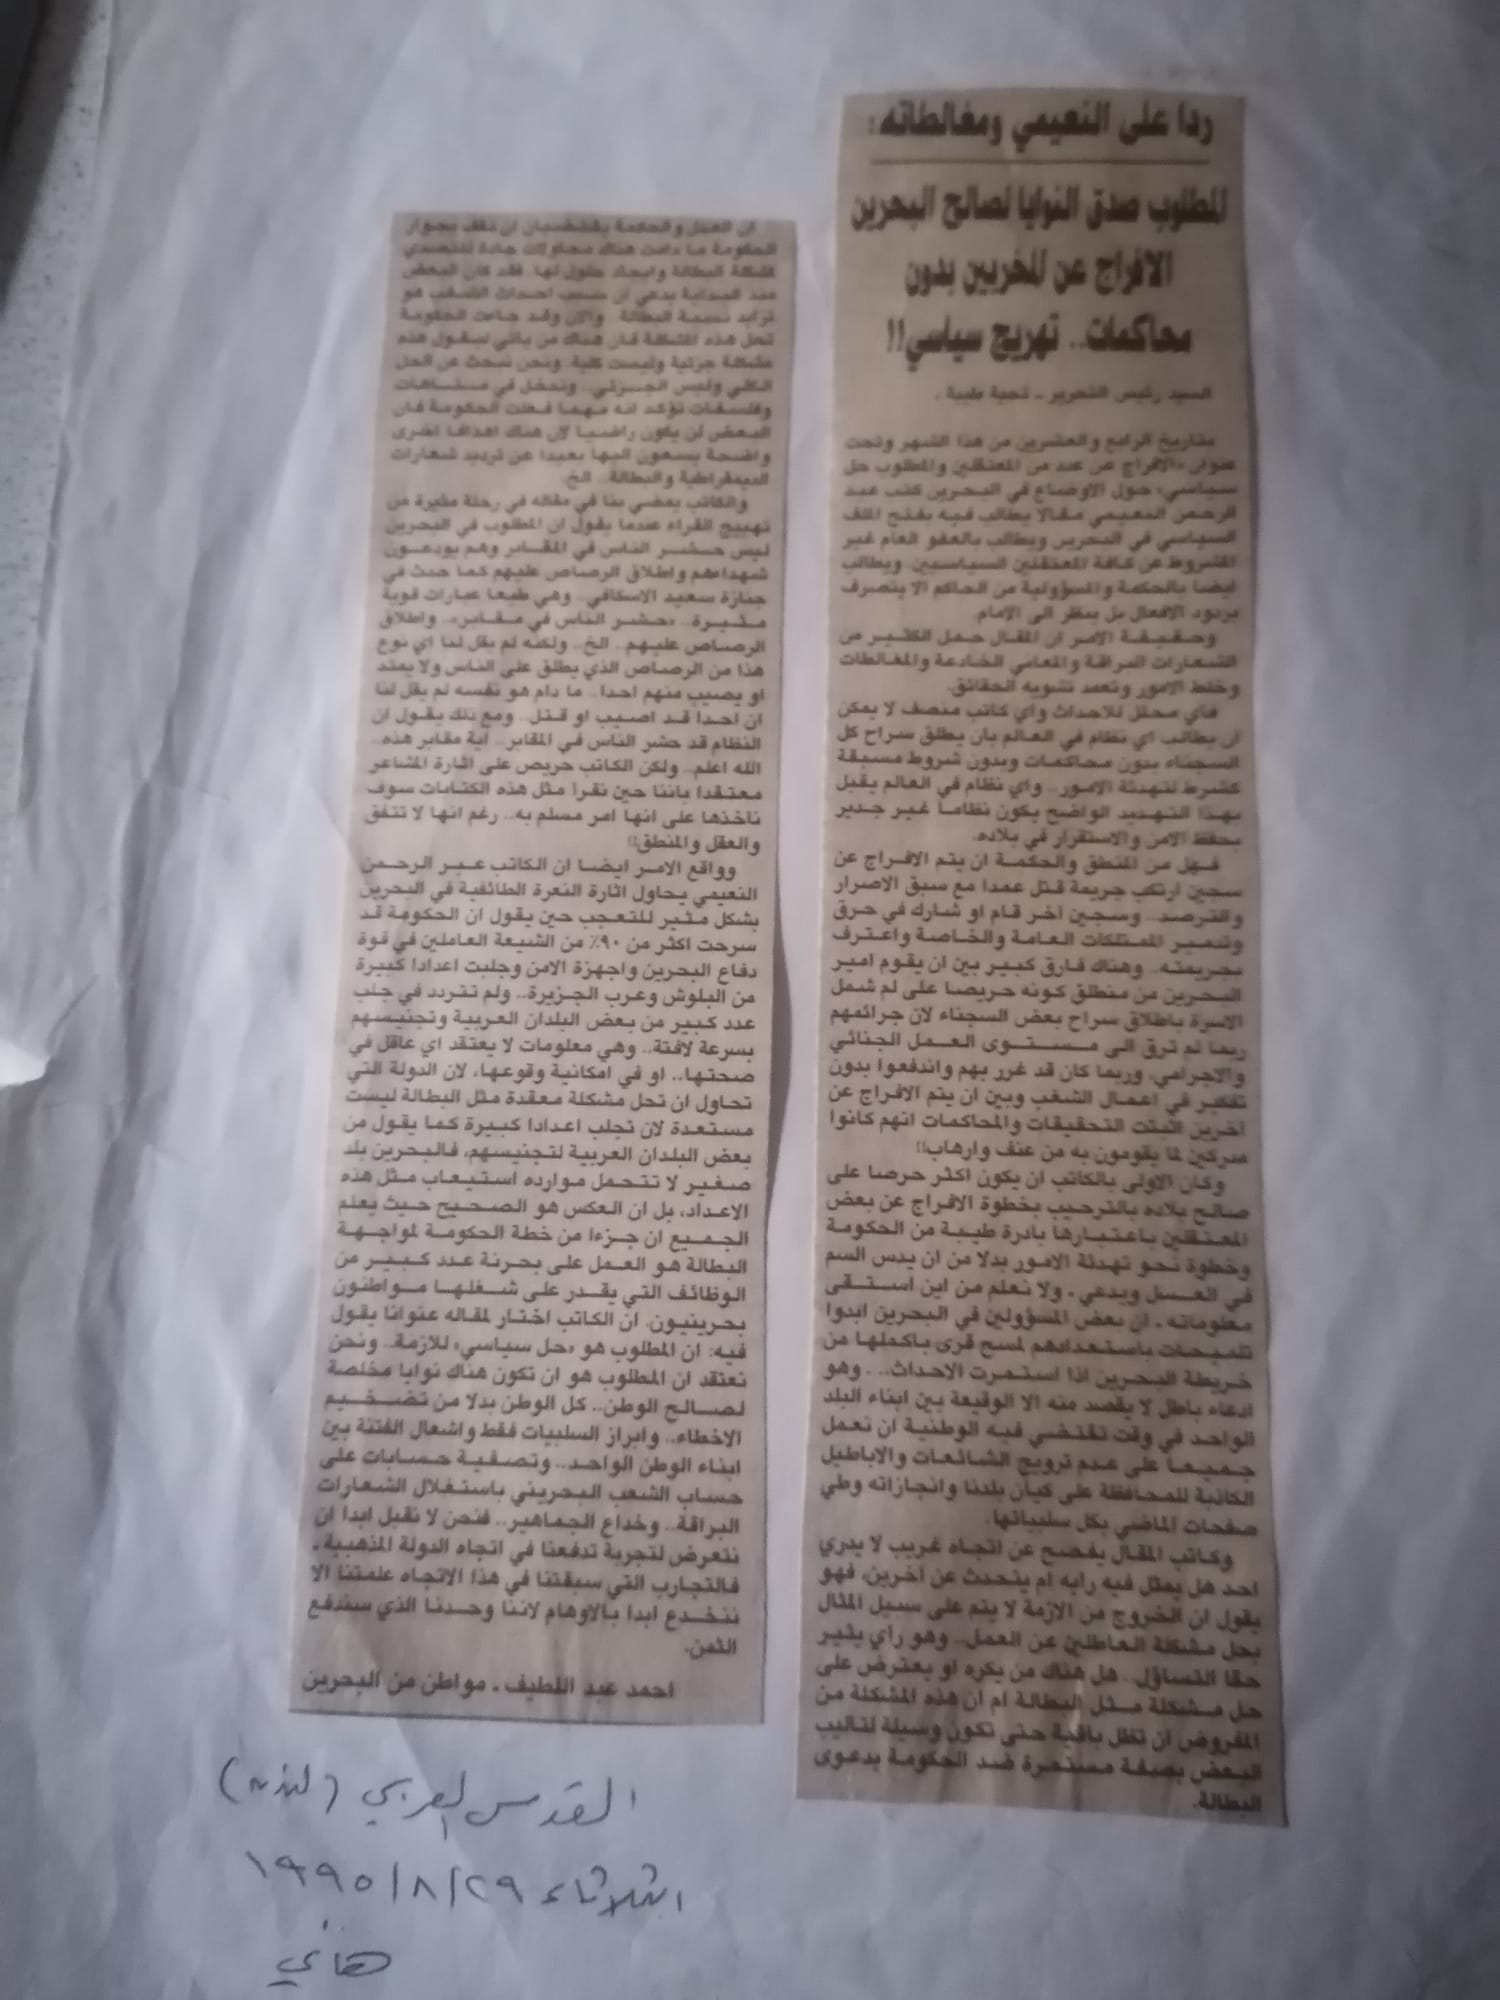 ردا على النعيمي ومغالطاته:
المطلوب صدق النوايا لصالح البحرين
الافراج عن المخربين بدون
محاكمات.. تهريج سياسي!!
السيد رئيس التحرير ـ تحية طيبة .
بتاريخ الرابع والعشرين من هذا الشهر وتحت
عنوان «الافراج عن عدد من المعتقلين والمطلوب حل
سياسي» حول الاوضاع في البحرين كتب عبد
الرحمن النعيمي مقالا يطالب فيه بفتح الملف
السياسي في البحرين ويطالب بالعفو العام غير
المشروط عن كافة المعتقلين السياسيين. ويطالب
ايضا بالحكمة والمسؤولية من الحاكم الا يتصرف
بردود الافعال بل ينظر الى الامام.
وحقيقة الامر ان المقال حمل الكثير من
الشعارات البراقة والمعاني الخادعة والمغالطات
وخلط الامور وتعمد تشويه الحقائق.
فاي محلل للاحداث واي كاتب منصف لا يمكن
ان يطالب اي نظام في العالم بان يطلق سراح كل
السجناء بدون محاكمات وبدون شروط مسبقة
كشرط لتهدئة الامور.. واي نظام في العالم يقبل
بهذا التهديد الواضح يكون نظاما غير جدير
بحفظ الامن والاستقرار في بلاده.
فهل من المنطق والحكمة ان يتم الافراج عن
سجين ارتكب جريمة قتل عمدا مع سبق الاصرار
والترصد.. وسجين آخر قام او شارك في حرق
وتدمير الممتلكات العامة والخاصة واعترف
بجريمته.. وهناك فارق كبير بين ان يقوم امير
البحرين من منطلق كونه حريصا على لم شمل
الاسرة باطلاق سراح بعض السجناء لان جرائمهم
ربما لم ترق الى مستوى العمل الجنائي
والاجرامي، وربما كان قد غرر بهم واندفعوا بدون
تفكير في اعمال الشغب وبين ان يتم الافراج عن
آخرين اثبتت التحقيقات والمحاكمات انهم كانوا
مدركين لما يقومون به من عنف وارهاب!!
وكان الاولى بالكاتب ان يكون اكثر حرصا على
صالح بلاده بالترحيب بخطوة الافراج عن بعض
المعتقلين باعتبارها بادرة طيبة من الحكومة
وخطوة نحو تهدئة الامور بدلا من ان يدس السم
في العسل ويدعي ـ ولا نعلم من اين استقى
معلوماته ـ ان بعض المسؤولين في البحرين ابدوا
تلميحات باستعدادهم لمسح قرى باكملها من
خريطة البحرين اذا استمرت الاحداث.. وهو
ادعاء باطل لا يقصد منه الا الوقيعة بين ابناء البلد
الواحد في وقت تقتضي فيه الوطنية ان نعمل
جميعا على عدم ترويج الشائعات والاباطيل
الكاذبة للمحافظة على كيان بلدنا وانجازاته وطي
صفحات الماضي بكل سلبياتها.
وكاتب المقال يفصح عن اتجاه غريب لا يدري
احد هل يمثل فيه رايه ام يتحدث عن آخرين، فهو
يقول ان الخروج من الازمة لا يتم على سبيل المثال
بحل مشكلة العاطلين عن العمل.. وهو راي يثير
حقا التساؤل.. هل هناك من يكره او يعترض على
حل مشكلة مثل البطالة ام ان هذه المشكلة من
المفروض ان تظل باقية حتى تكون وسيلة لتاليب
البعض بصفة مستمرة ضد الحكومة بدعوى
البطالة.
ان العقل والحكمة يقتضيان ان نقف بجوار
الحكومة ما دامت هناك محاولات جادة للتصدي
لمشكلة البطالة وايجاد حلول لها. فقد كان البعض
منذ البداية يدعي ان سبب احداث الشغب هو
تزايد نسبة البطالة. والآن وقد جاءت الحكومة
لحل هذه المشكلة فان هناك من ياتي ليقول هذه
مشكلة جزئية وليست كلية. ونحن نبحث عن الحل
الكلي وليس الجزئي.. وندخل في متاهات
وفلسفات تؤكد انه مهما فعلت الحكومة فان
البعض لن يكون راضيا لان هناك اهدافا اخرى
واضحة يسعون اليها بعيدا عن ترديد شعارات
الديمقراطية والبطالة.. الخ.
والكاتب يمضي بنا في مقاله في رحلة مثيرة من
تهييج القراء عندما يقول ان المطلوب في البحرين
ليس حشر الناس في المقابر وهم يودعون
شهداءهم واطلاق الرصاص عليهم كما حدث في
جنازة سعيد الاسكافي.. وهي طبعا عبارات قوية
مثيرة.. «حشر الناس في مقابر».. واطلاق
الرصاص عليهم.. الخ.. ولكنه لم يقل لنا اي نوع
هذا من الرصاص الذي يطلق على الناس ولا يمتد
او يصيب منهم احدا.. ما دام هو نفسه لم يقل لنا
ان احدا قد اصيب او قتل.. ومع ذلك يقول ان
النظام قد حشر الناس في المقابر.. اية مقابر هذه..
الله اعلم.. ولكن الكاتب حريص على اثارة المشاعر
معتقدا باننا حين نقرا مثل هذه الكتابات سوف
ناخذها على انها امر مسلم به.. رغم انها لا تتفق
والعقل والمنطق!!
وواقع الامر ايضا ان الكاتب عبر الرحمن
النعيمي يحاول اثارة النعرة الطائفية في البحرين
بشكل مثير للتعجب حين يقول ان الحكومة قد
سرحت اكثر من ٩٠٪ من الشيعة العاملين في قوة
دفاع البحرين واجهزة الامن وجلبت اعدادا كبيرة
من البلوش وعرب الجزيرة.. ولم تتردد في جلب
عدد كبير من بعض البلدان العربية وتجنيسهم
بسرعة لافتة.. وهي معلومات لا يعتقد اي عاقل في
صحتها.. او في امكانية وقوعها، لان الدولة التي
تحاول ان تحل مشكلة معقدة مثل البطالة ليست
مستعدة لان تجلب اعدادا كبيرة كما يقول من
بعض البلدان العربية لتجنيسهم، فالبحرين بلد
صغير لا تتحمل موارده استيعاب مثل هذه
الاعداد، بل ان العكس هو الصحيح حيث يعلم
الجميع ان جزءا من خطة الحكومة لمواجهة
البطالة هو العمل على بحرنة عدد كبير من
الوظائف التي يقدر على شغلها مواطنون
بحرينيون. ان الكاتب اختار لمقاله عنوانا يقول
فيه: ان المطلوب هو «حل سياسي» للازمة.. ونحن
نعتقد ان المطلوب هو ان تكون هناك نوايا مخلصة
لصالح الوطن.. كل الوطن بدلا من تضخيم
الاخطاء.. وابراز السلبيات فقط واشعال الفتنة بين
ابناء الوطن الواحد.. وتصفية حسابات على
حساب الشعب البحريني باستغلال الشعارات
البراقة.. وخداع الجماهير.. فنحن لا نقبل ابدا ان
نتعرض لتجربة تدفعنا في اتجاه الدولة المذهبية ـ
فالتجارب التي سبقتنا في هذا الاتجاه علمتنا الا
ننخدع ابدا بالاوهام لاننا وحدنا الذي سندفع
الثمن.
احمد عبد اللطيف ـ مواطن من البحرين
القدس العربي (لندن)
الثلاثاء ٢٩/٨/١٩٩٥
هاني